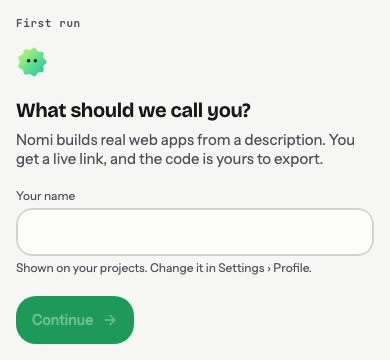 First run
What should we call you?
Nomi builds real web apps from a description. You
get a live link, and the code is yours to export.
Your name
Shown on your projects. Change it in Settings › Profile.
Continue →